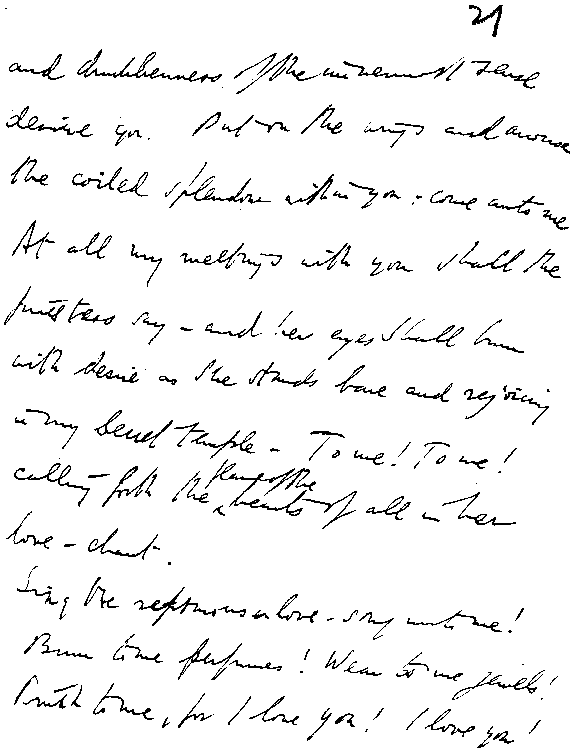 21
and drunkenness of the innermost sense
desire you. Put on the wings and arouse
the coiled splendour within you: come unto me
At all my meetings with you shall the
priestess say - and her eyes shall burn
with desire as she stands bare and rejoicing
in my secret temple - To me! To me!
calling forth the flame of the hearts of all in her
love-chant.
Sing the rapturous love-song unto me!
Burn to me perfumes! Wear to me jewels!
Drink to me, for I love you! I love you!